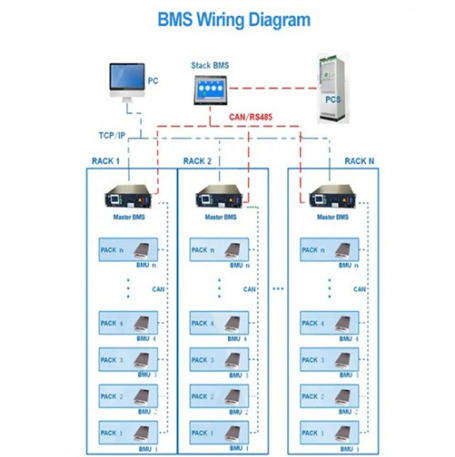 BMS Wiring Diagram
PC
Stack BMS
PCS
CAN/RS485
TCP/IP
RACK 1
RACK 2
RACK N
Master BMS
Master BMS
Master BMS
PACK n
BMU n
PACK n
BMU n
PACK n
BMU n
CAN
CAN
...
CAN
PACK 4
BMU 4
PACK 4
BMU 4
PACK 4
BMU 4
PACK 3
BMU 3
PACK 3
BMU 3
PACK 3
BMU 3
PACK 2
BMU 2
PACK 2
BMU 2
PACK 2
BMU 2
PACK 1
BMU 1
PACK 1
BMU 1
PACK 1
BMU 1